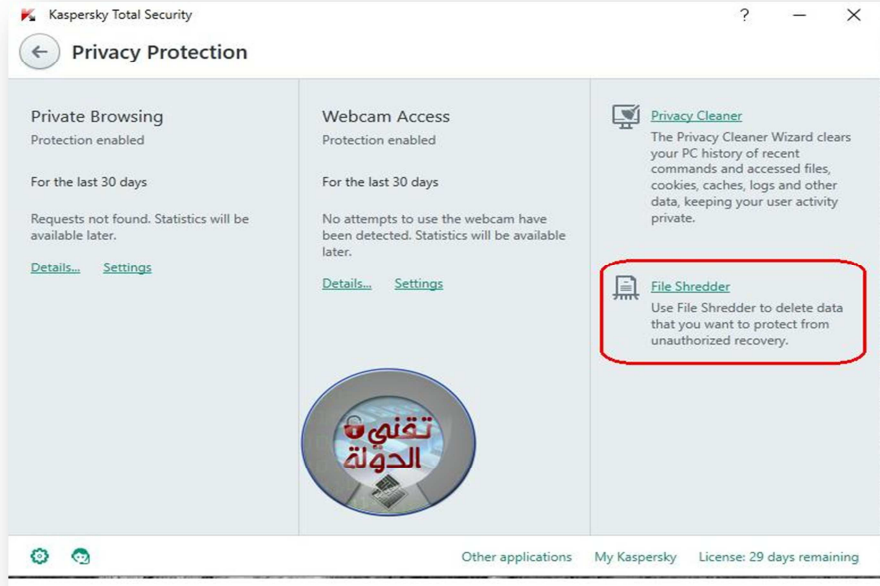 Kaspersky Total Security
?
Privacy Protection
Private Browsing
Protection enabled
For the last 30 days
Requests not found. Statistics will be
available later.
Details... Settings
Webcam Access
Protection enabled
For the last 30 days
No attempts to use the webcam have
been detected. Statistics will be available
later.
Details... Settings
Privacy Cleaner
The Privacy Cleaner Wizard clears
your PC history of recent
commands and accessed files,
cookies, caches, logs and other
data, keeping your user activity
private.
File Shredder
Use File Shredder to delete data
that you want to protect from
unauthorized recovery.
تقني
الدولة
Other applications My Kaspersky License: 29 days remaining